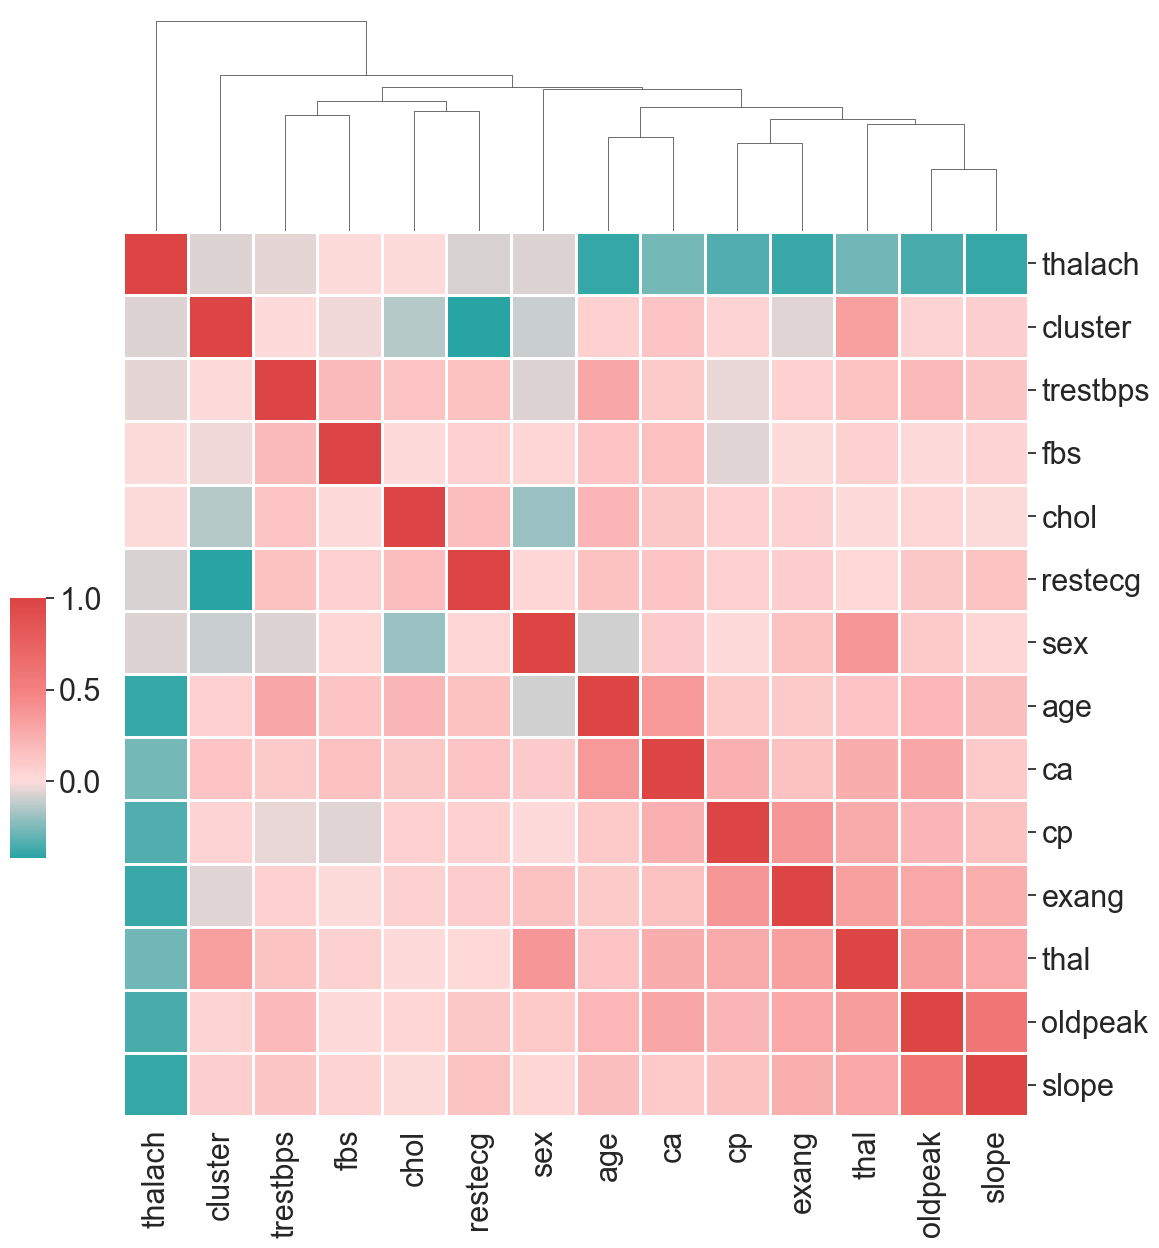 thalach
cluster
trestbps
fbs
chol
restecg
sex
age
ca
cp
exang
thal
oldpeak
slope
1.0
0.5
0.0
thalach
cluster
trestbps
fbs
chol
restecg
sex
age
ca
cp
exang
thal
oldpeak
slope